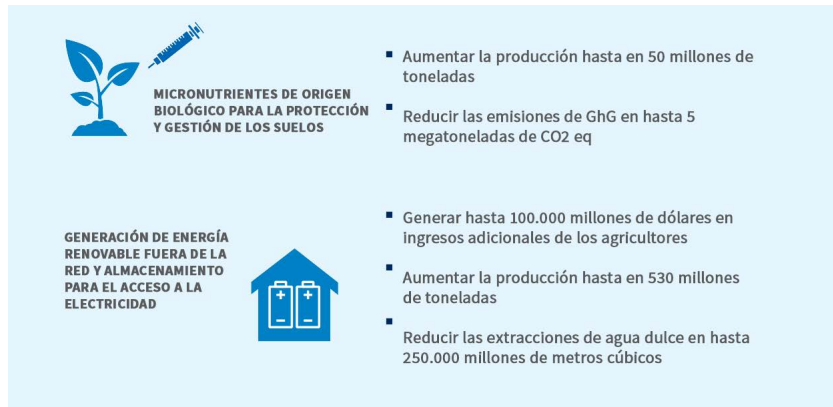 MICRONUTRIENTES DE ORIGEN
BIOLÓGICO PARA LA PROTECCIÓN
Y GESTIÓN DE LOS SUELOS
Aumentar la producción hasta en 50 millones de
toneladas
Reducir las emisiones de GhG en hasta 5
megatoneladas de CO2 eq
GENERACIÓN DE ENERGÍA
RENOVABLE FUERA DE LA
RED Y ALMACENAMIENTO
PARA EL ACCESO A LA
ELECTRICIDAD
Generar hasta 100.000 millones de dólares en
ingresos adicionales de los agricultores
Aumentar la producción hasta en 530 millones
de toneladas
Reducir las extracciones de agua dulce en hasta
250.000 millones de metros cúbicos